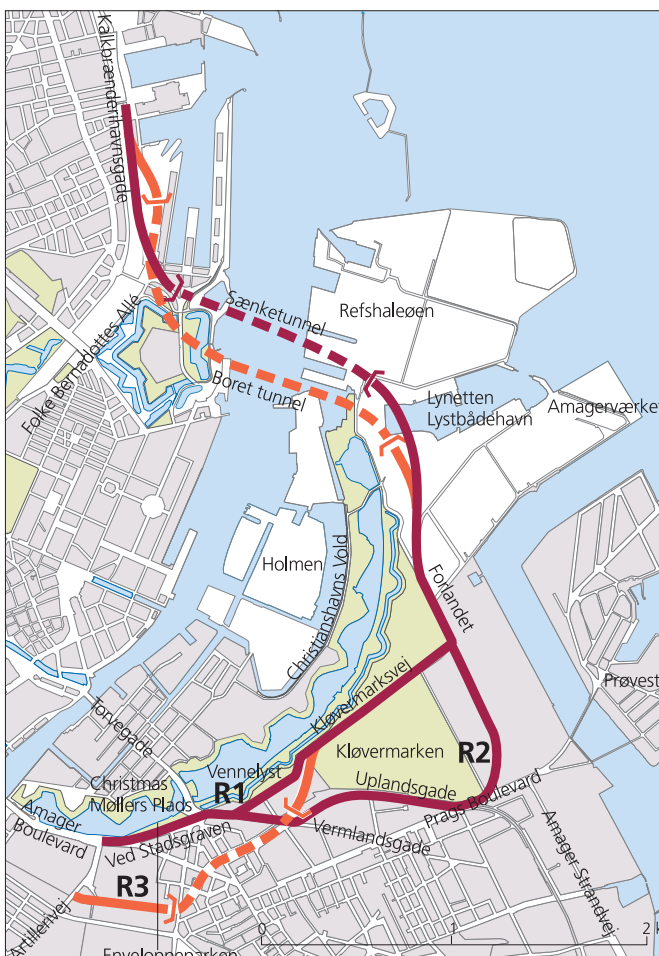 Kalkbrænderihavnsgade
Refshaleøen
Sænketunnel
Folke Bernadottes Allé
Boret tunnel
Lynetten
Lystbådehavn
Amagerværket
Holmen
Christianshavns Vold
Forlandet
Kløvermarksvej
Prøvest
Torvegade
Kløvermarken
R2
Vennelyst
Christmas
Møllers Plads
R1
Uplandsgade
Amager
Boulevard
Ved Stadsgraven
Vermlandsgade
Prags Boulevard
R3
Amager Strandvej
Artillerivej
0
1
2 k